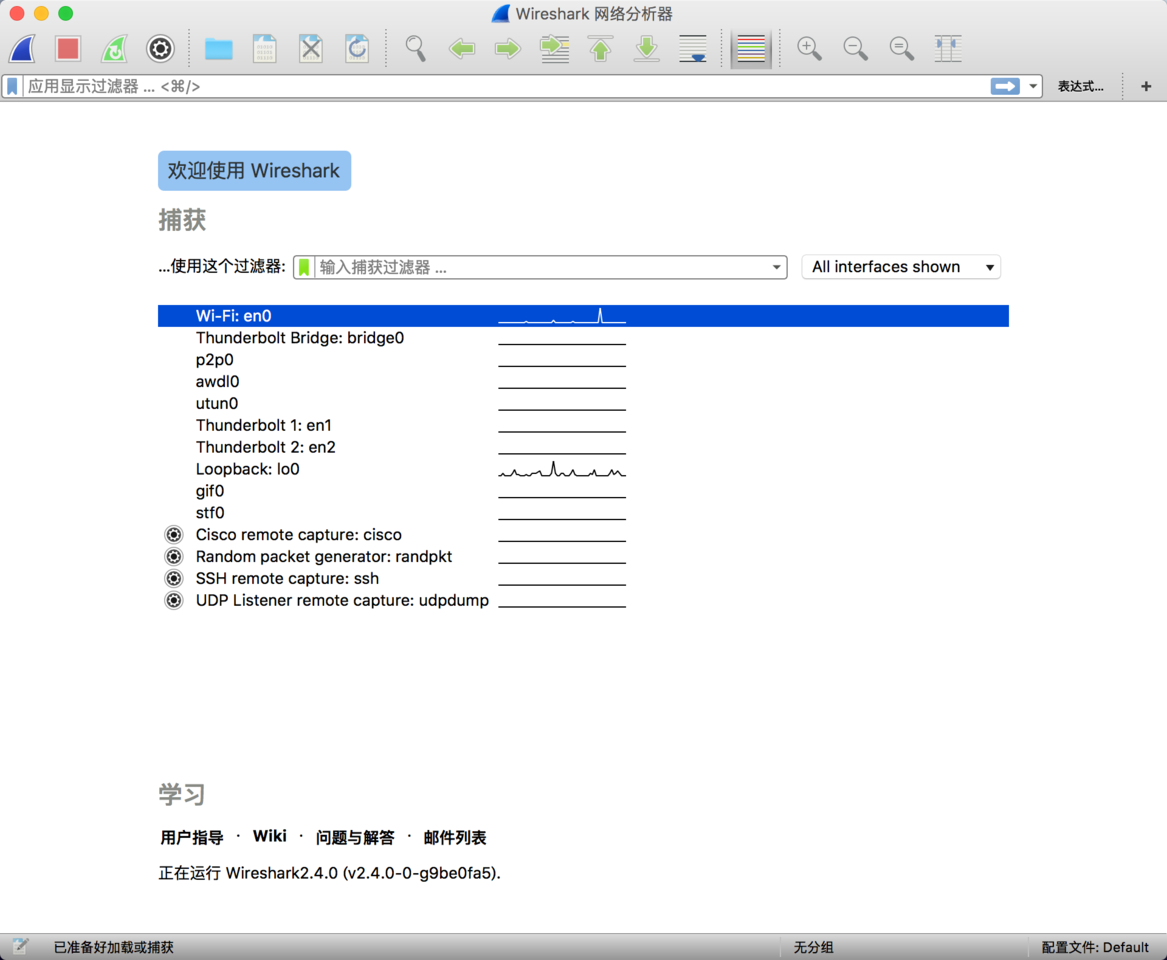 Wireshark 网络分析器
应用显示过滤器 ... <⌘/>
表达式...
+
欢迎使用 Wireshark
捕获
...使用这个过滤器:
输入捕获过滤器 ...
All interfaces shown
Wi-Fi: en0
Thunderbolt Bridge: bridge0
p2p0
awdl0
utun0
Thunderbolt 1: en1
Thunderbolt 2: en2
Loopback: lo0
gif0
stf0
Cisco remote capture: cisco
Random packet generator: randpkt
SSH remote capture: ssh
UDP Listener remote capture: udpdump
学习
用户指导 · Wiki · 问题与解答 · 邮件列表
正在运行 Wireshark2.4.0 (v2.4.0-0-g9be0fa5).
已准备好加载或捕获
无分组
配置文件: Default